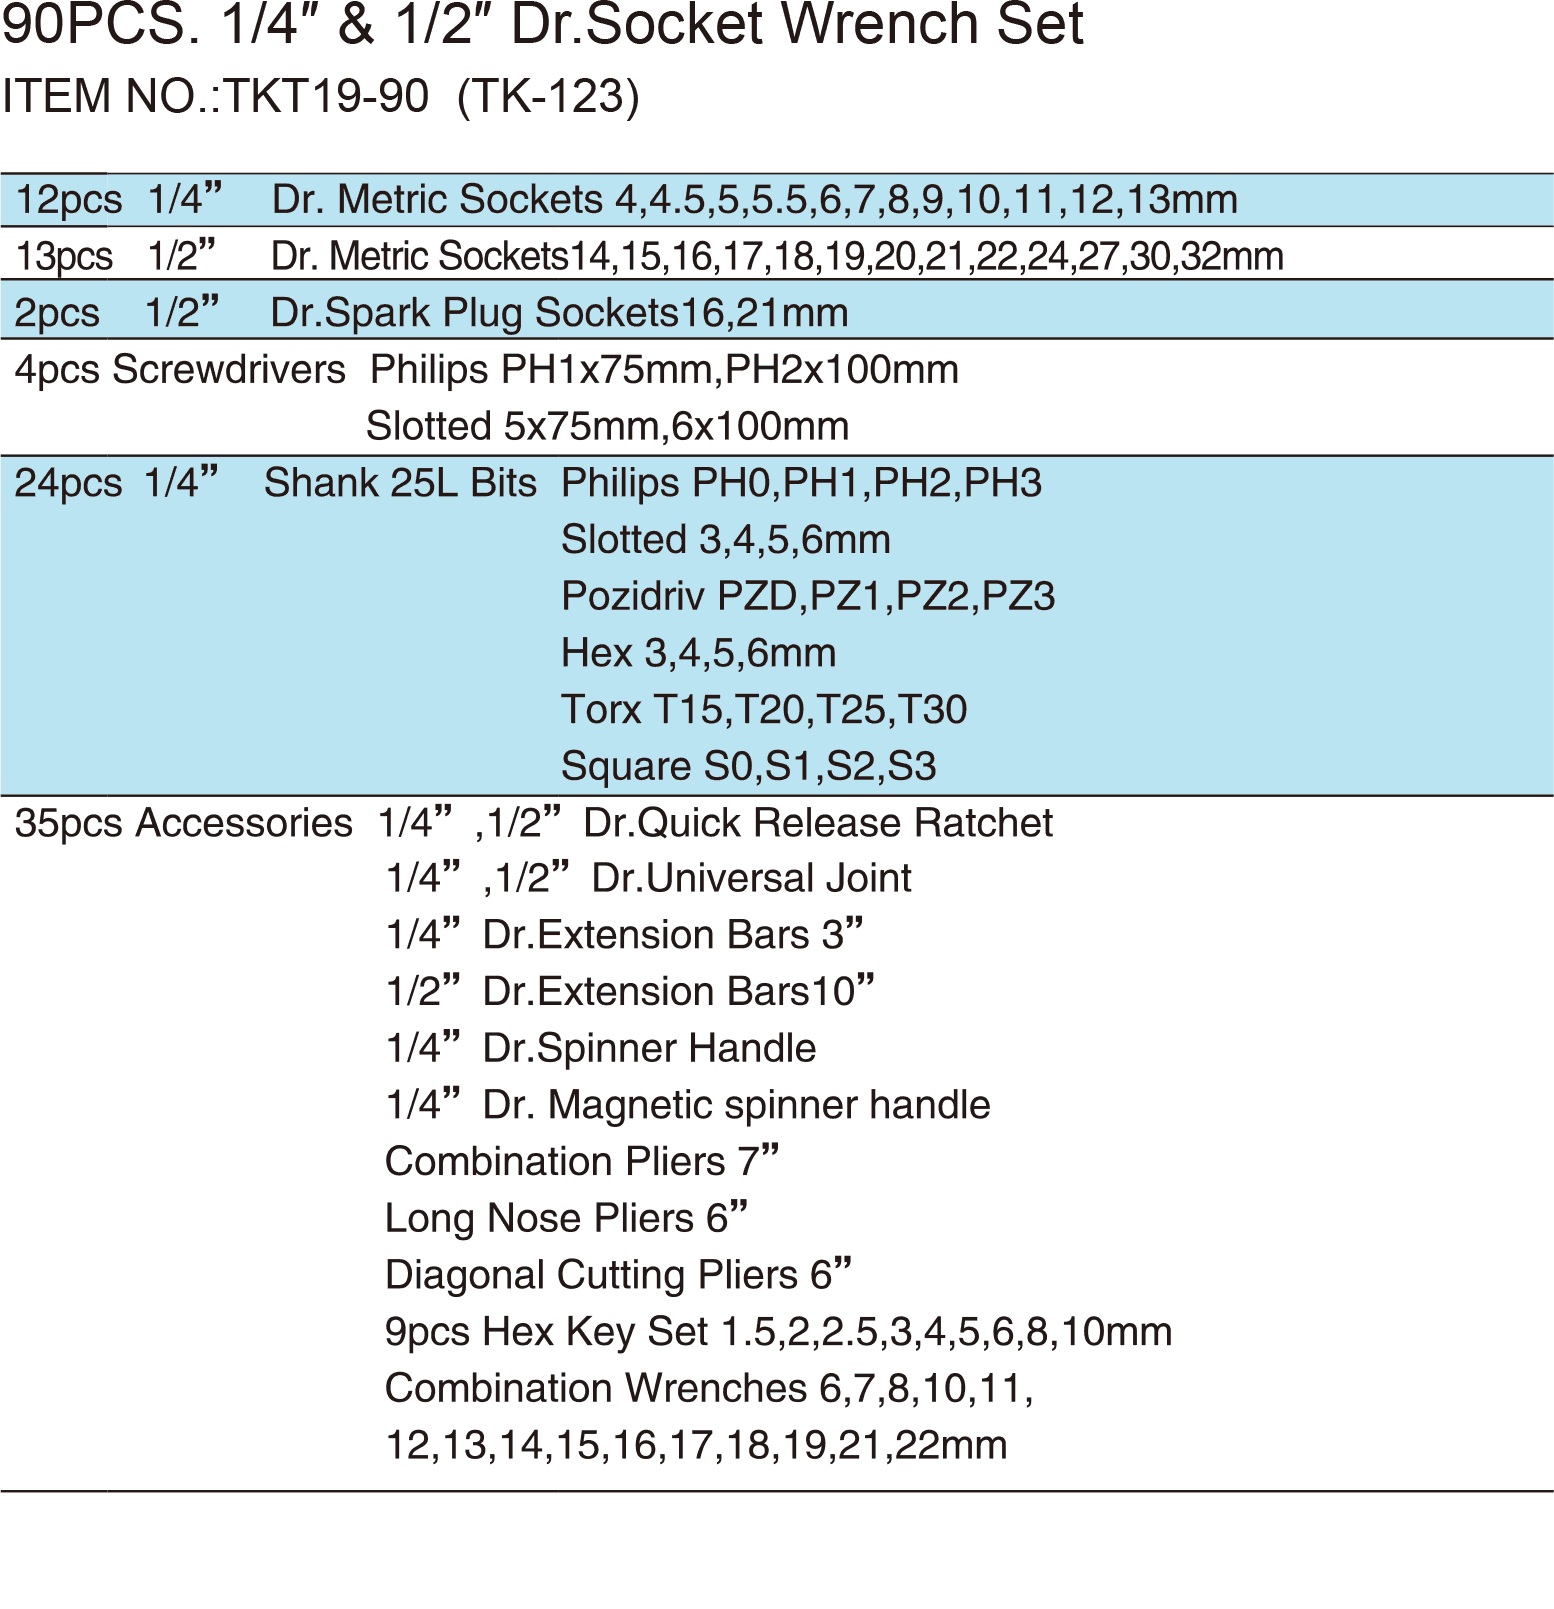 90PCS. 1/4″ & 1/2″ Dr.Socket Wrench Set
ITEM NO.:TKT19-90 (TK-123)
12pcs 1/4” Dr. Metric Sockets 4,4.5,5,5.5,6,7,8,9,10,11,12,13mm
13pcs 1/2” Dr. Metric Sockets14,15,16,17,18,19,20,21,22,24,27,30,32mm
2pcs 1/2” Dr.Spark Plug Sockets16,21mm
4pcs Screwdrivers Philips PH1x75mm,PH2x100mm
Slotted 5x75mm,6x100mm
24pcs 1/4” Shank 25L Bits Philips PH0,PH1,PH2,PH3
Slotted 3,4,5,6mm
Pozidriv PZD,PZ1,PZ2,PZ3
Hex 3,4,5,6mm
Torx T15,T20,T25,T30
Square S0,S1,S2,S3
35pcs Accessories 1/4” ,1/2” Dr.Quick Release Ratchet
1/4” ,1/2” Dr.Universal Joint
1/4” Dr.Extension Bars 3”
1/2” Dr.Extension Bars10”
1/4” Dr.Spinner Handle
1/4” Dr. Magnetic spinner handle
Combination Pliers 7”
Long Nose Pliers 6”
Diagonal Cutting Pliers 6”
9pcs Hex Key Set 1.5,2,2.5,3,4,5,6,8,10mm
Combination Wrenches 6,7,8,10,11,
12,13,14,15,16,17,18,19,21,22mm